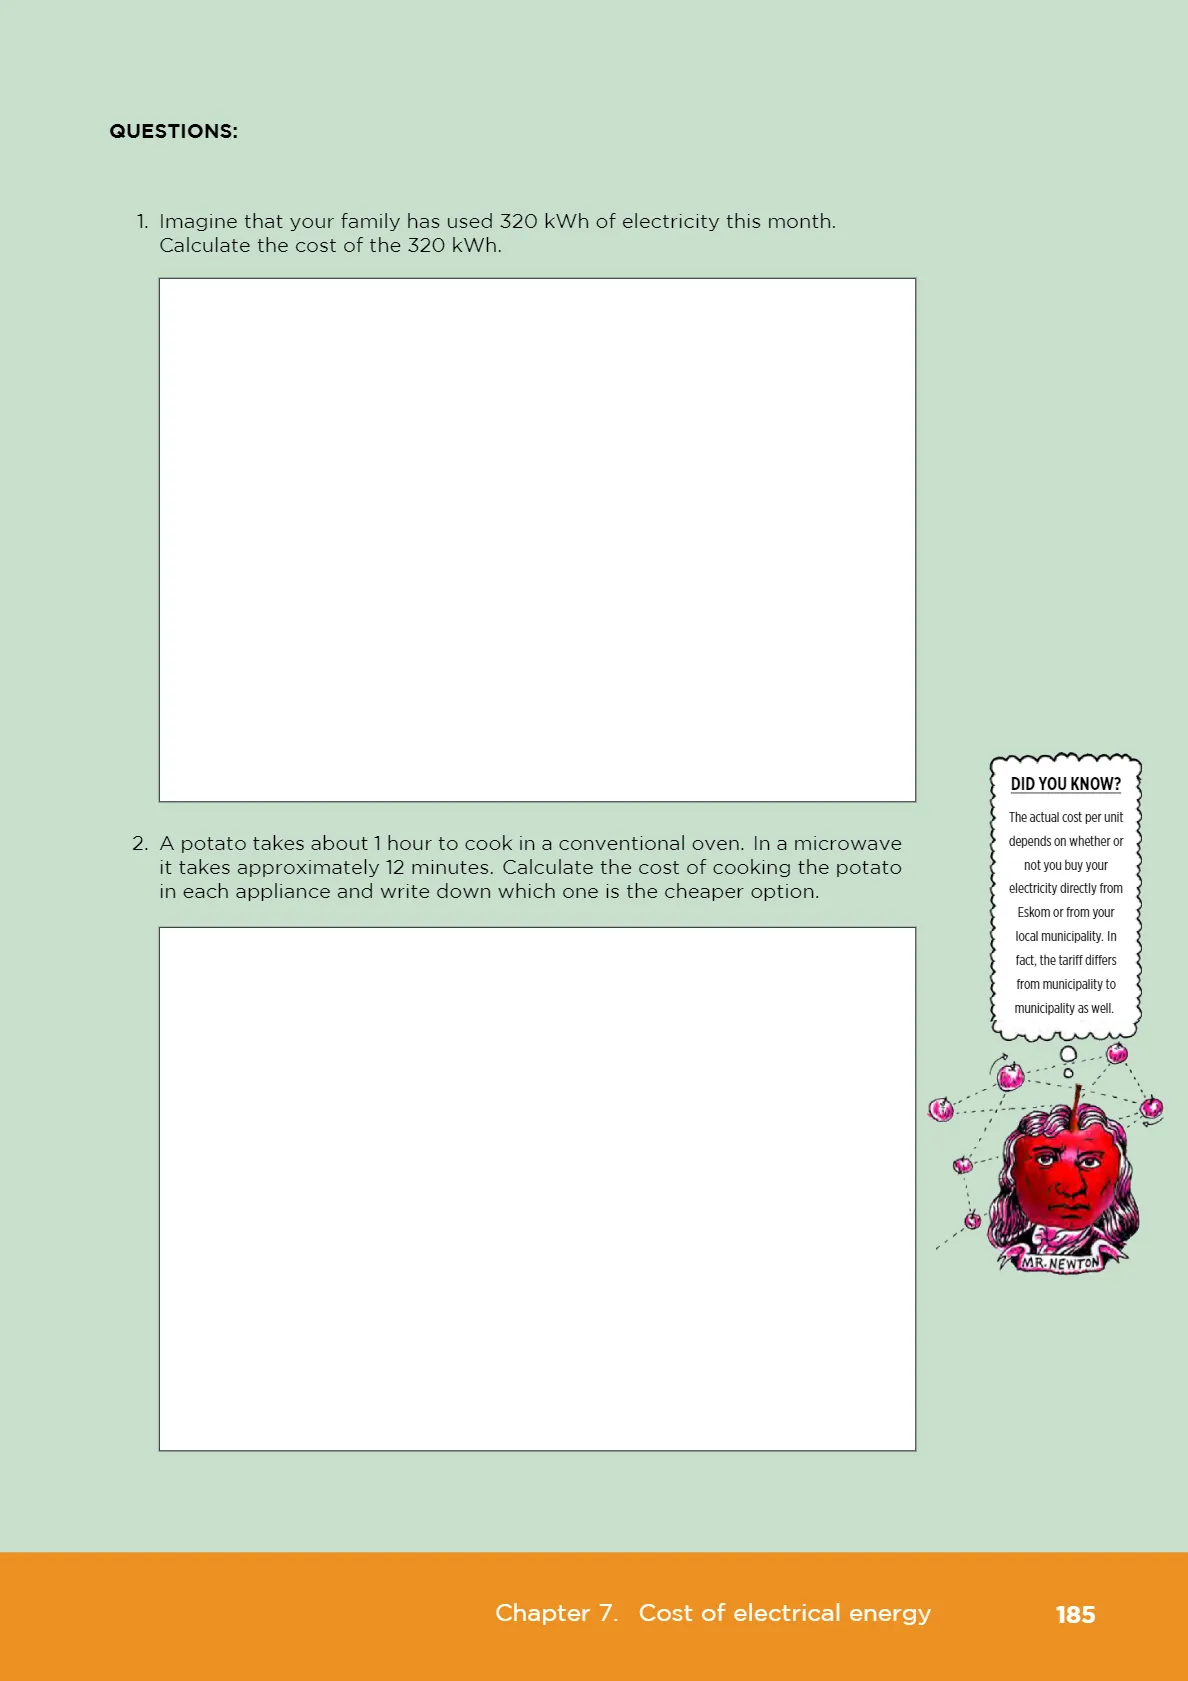 QUESTIONS:
1. Imagine that your family has used 320 kWh of electricity this month.
Calculate the cost of the 320 kWh.
2. A potato takes about 1 hour to cook in a conventional oven. In a microwave
it takes approximately 12 minutes. Calculate the cost of cooking the potato
in each appliance and write down which one is the cheaper option.
DID YOU KNOW?
The actual cost per unit
depends on whether or
not you buy your
electricity directly from
Eskom or from your
local municipality. In
fact, the tariff differs
from municipality to
municipality as well.
MR. NEWTON
Chapter 7. Cost of electrical energy 185